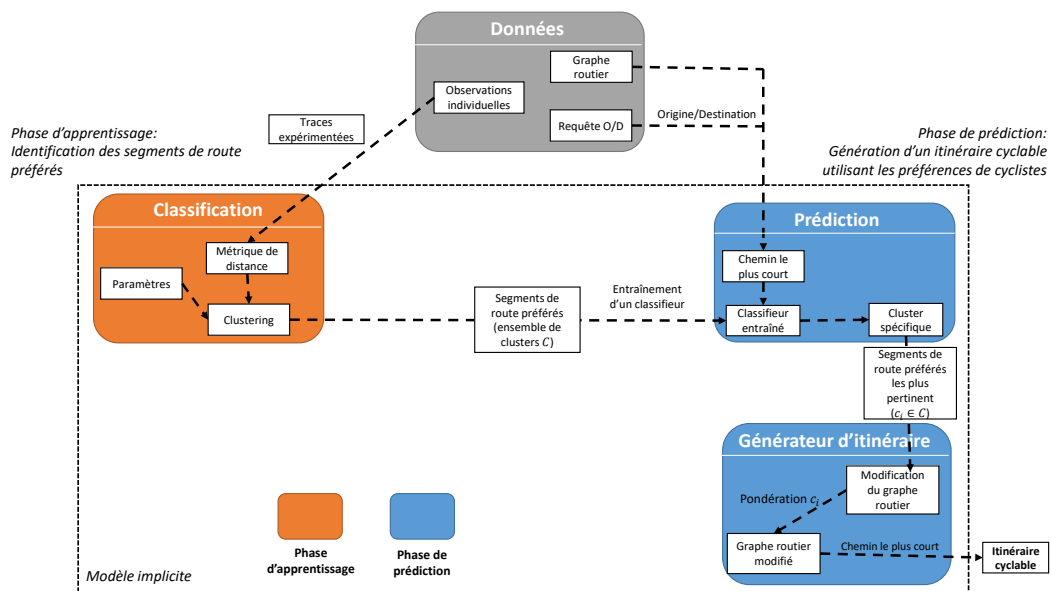 Données
Graphe
routier
Observations
individuelles
Requête O/D
Origine/Destination
Traces
expérimentées
Phase d'apprentissage:
Identification des segments de route
préférés
Phase de prédiction:
Génération d'un itinéraire cyclable
utilisant les préférences de cyclistes
Classification
Métrique de
distance
Paramètres
Clustering
Segments de
route préférés
(ensemble de
clusters C)
Entraînement
d'un classifieur
Prédiction
Chemin le
plus court
Classifieur
entraîné
Cluster
spécifique
Segments de
route préférés
les plus
pertinent
(c_i ∈ C)
Générateur d'itinéraire
Modification
du graphe
routier
Pondération c_i
Graphe routier
modifié
Chemin le plus court
Itinéraire
cyclable
Phase
d'apprentissage
Phase de
prédiction
Modèle implicite